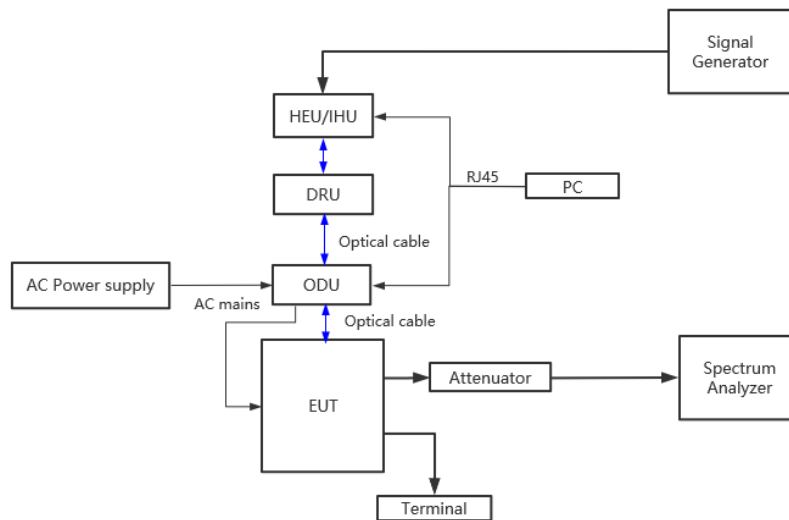 Signal
Generator
HEU/IHU
RJ45
PC
DRU
Optical cable
AC Power supply
AC mains
ODU
Optical cable
EUT
Attenuator
Spectrum
Analyzer
Terminal